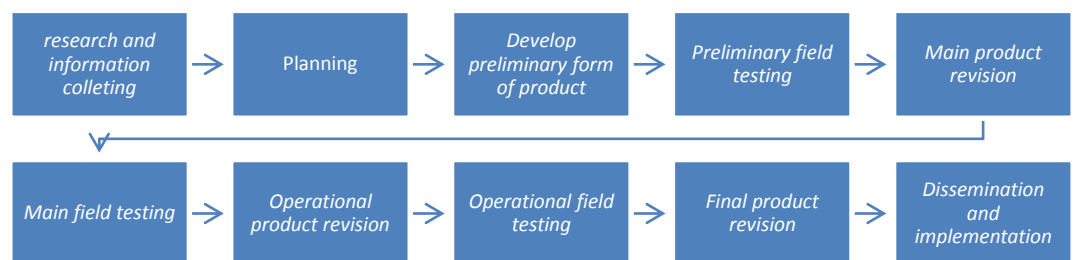 research and
information
colleting
Planning
Develop
preliminary form
of product
Preliminary field
testing
Main product
revision
Main field testing
Operational
product revision
Operational field
testing
Final product
revision
Dissemination
and
implementation